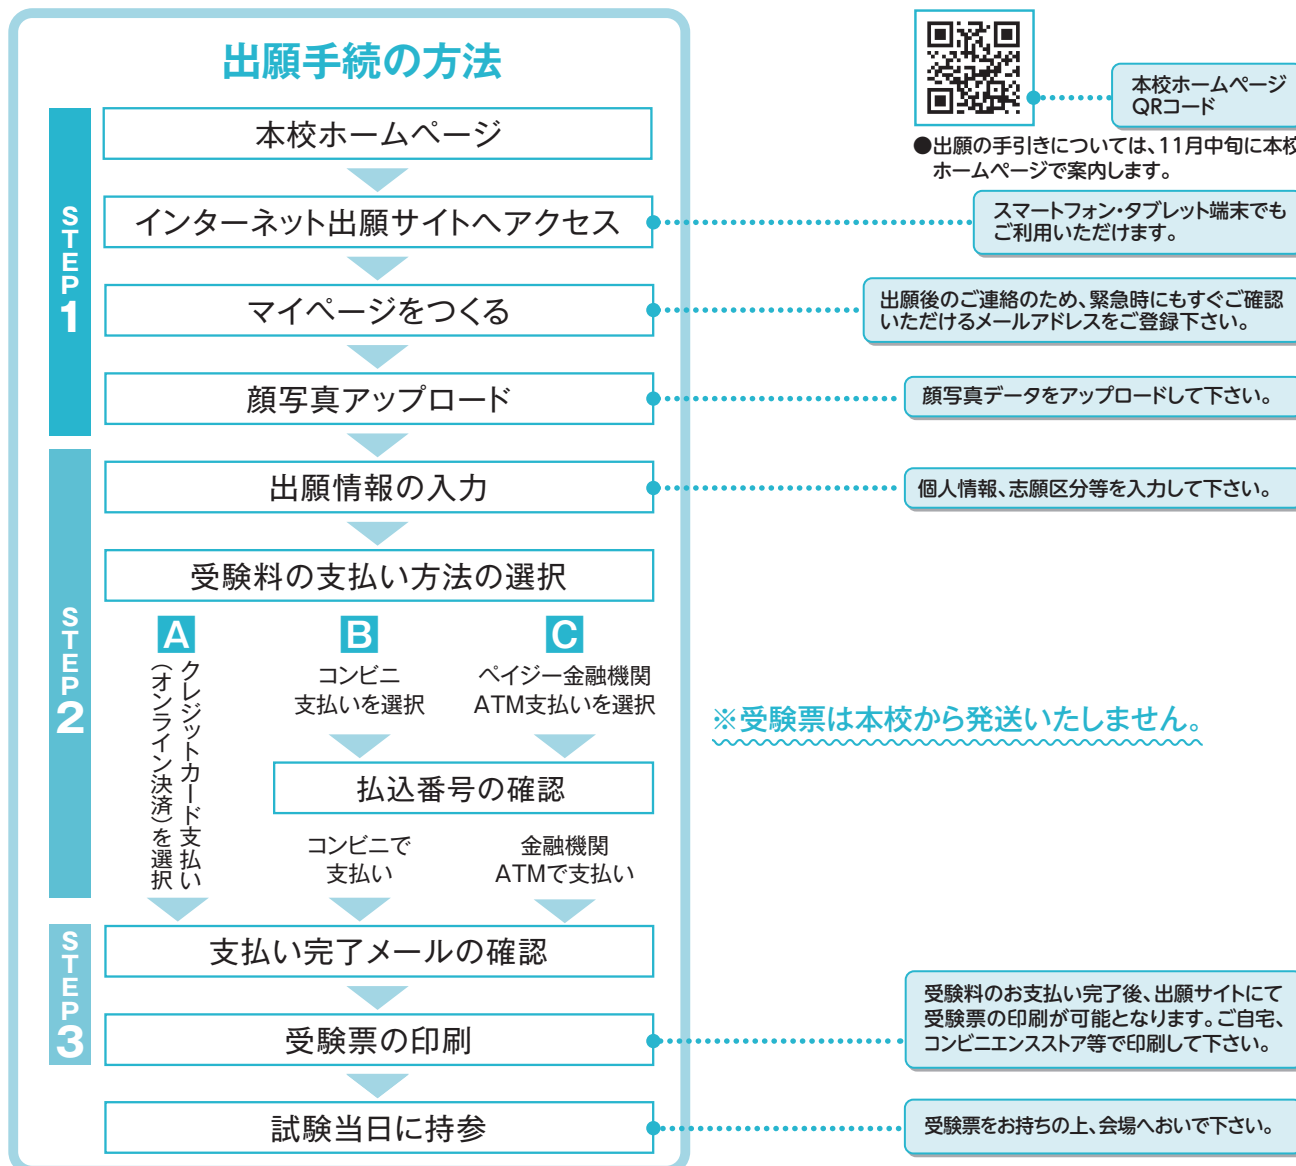 出願手続の方法
STEP1
本校ホームページ
インターネット出願サイトへアクセス
マイページをつくる
顔写真アップロード
STEP2
出願情報の入力
受験料の支払い方法の選択
A
クレジットカード支払い
(オンライン決済)を選択
B
コンビニ
支払いを選択
C
ペイジー金融機関
ATM支払いを選択
払込番号の確認
コンビニで
支払い
金融機関
ATMで支払い
STEP3
支払い完了メールの確認
受験票の印刷
試験当日に持参
本校ホームページ
QRコード
●出願の手引きについては、11月中旬に本校
ホームページで案内します。
スマートフォン・タブレット端末でも
ご利用いただけます。
出願後のご連絡のため、緊急時にもすぐご確認
いただけるメールアドレスをご登録下さい。
顔写真データをアップロードして下さい。
個人情報、志願区分等を入力して下さい。
※受験票は本校から発送いたしません。
受験料のお支払い完了後、出願サイトにて
受験票の印刷が可能となります。ご自宅、
コンビニエンスストア等で印刷して下さい。
受験票をお持ちの上、会場へおいで下さい。